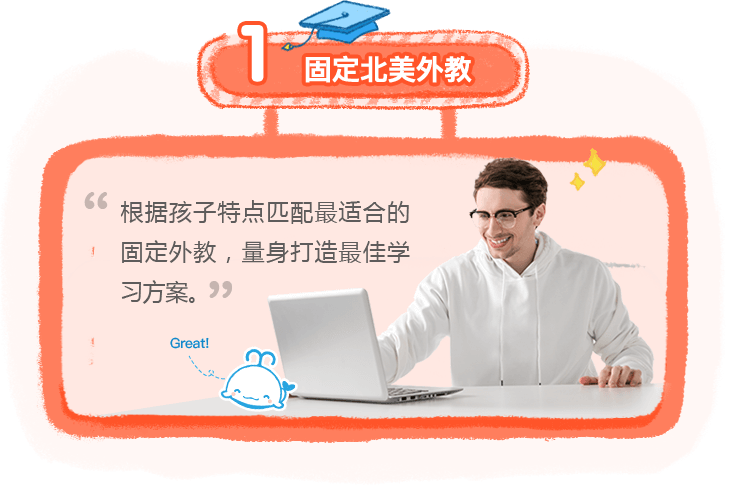 1
固定北美外教
“根据孩子特点匹配最适合的
固定外教，量身打造最佳学
习方案。”
Great!